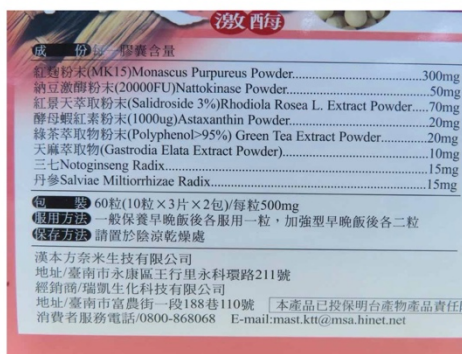 激酶
成份 每一膠囊含量
紅麴粉末(MK15)Monascus Purpureus Powder....................300mg
納豆激酶粉末(20000FU)Nattokinase Powder....................50mg
紅景天萃取粉末(Salidroside 3%)Rhodiola Rosea L. Extract Powder.....70mg
酵母蝦紅素粉末(1000ug)Astaxanthin Powder....................20mg
綠茶萃取物粉末(Polyphenol>95%) Green Tea Extract Powder..........20mg
天麻萃取物(Gastrodia Elata Extract Powder)....................10mg
三七Notoginseng Radix....................15mg
丹參Salviae Miltiorrhizae Radix....................15mg
包裝 60粒(10粒×3片×2包)/每粒500mg
服用方法 一般保養早晚飯後各服用一粒，加強型早晚飯後各二粒
保存方法 請置於陰涼乾燥處
漢本方奈米生技有限公司
地址/臺南市永康區王行里永科環路211號
經銷商/瑞凱生化科技有限公司
地址/臺南市富農街一段188巷110號 本產品已投保明台產物產品責任
消費者服務電話/0800-868068 E-mail:mast.ktt@msa.hinet.net